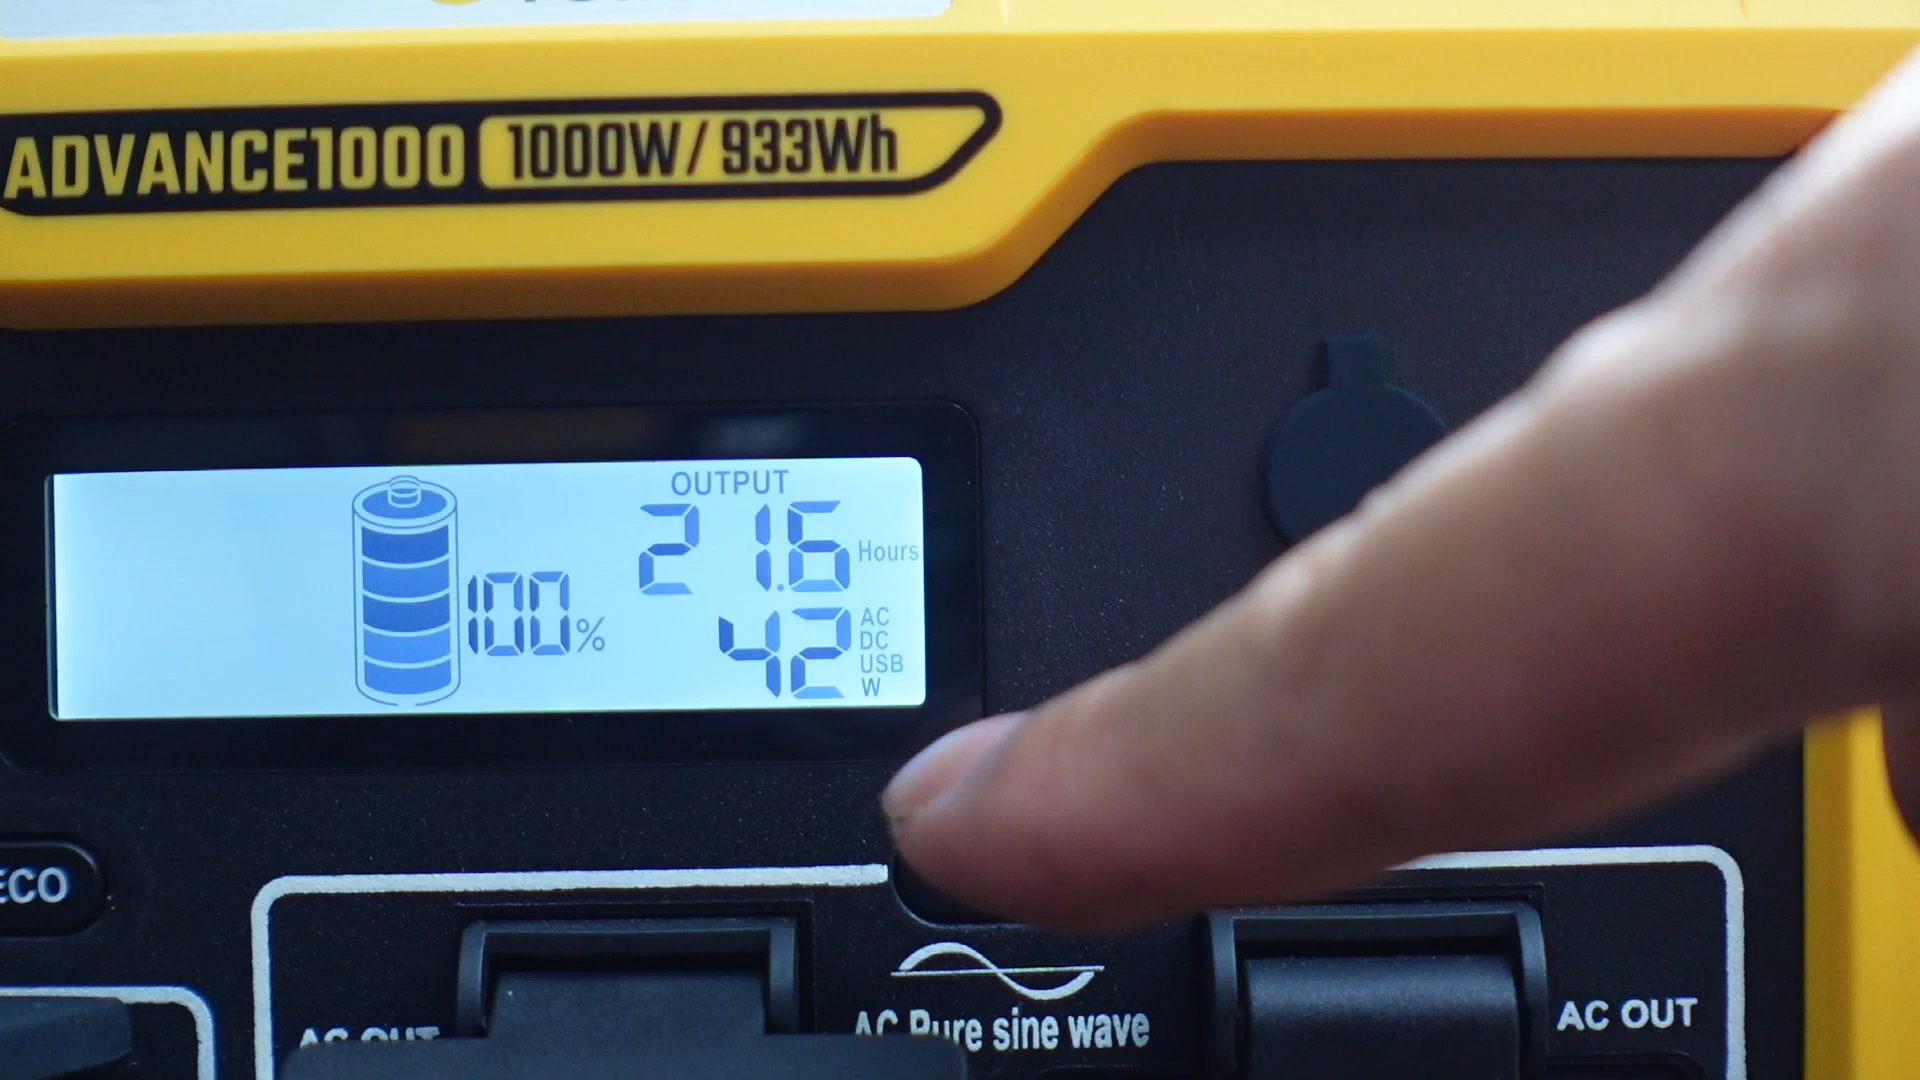 ADVANCE1000 1000W/933Wh
OUTPUT
21.6 Hours
100%
42 AC
DC
USB
W
ECO
AC OUT
AC Pure sine wave
AC OUT